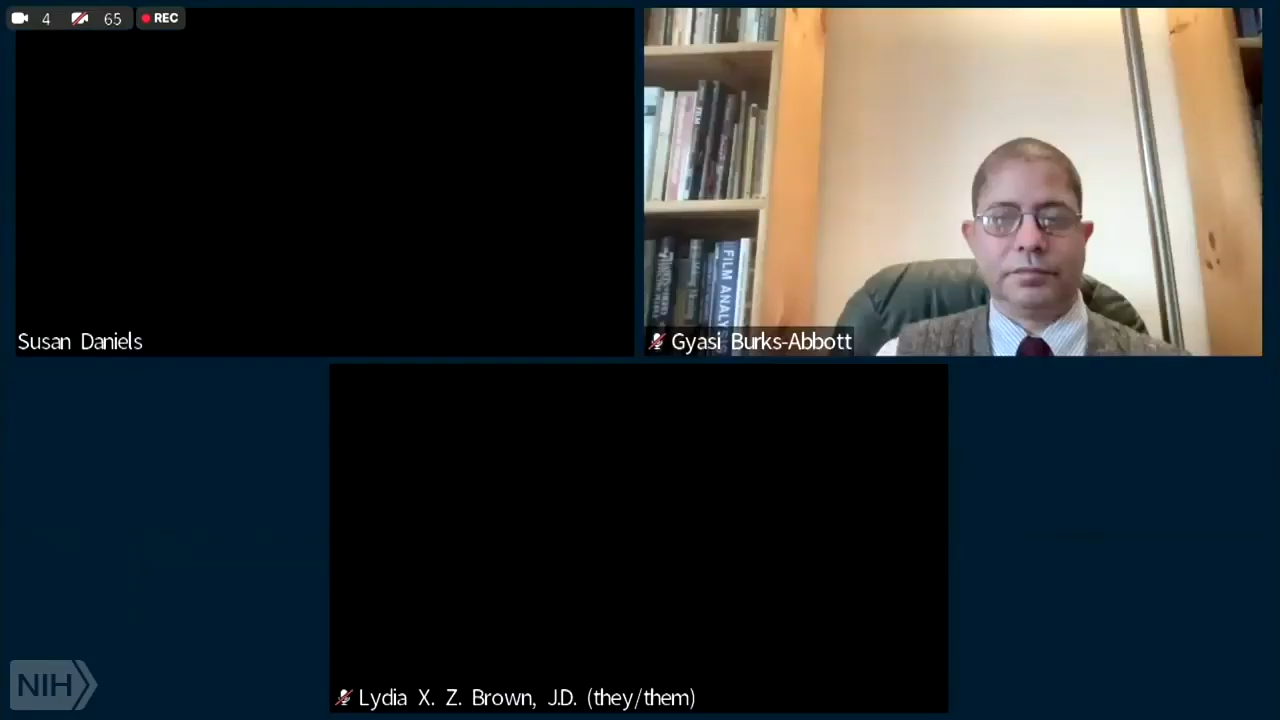 4 65 REC
Susan Daniels
Gyasi Burks-Abbott
FILM ANALY
Lydia X. Z. Brown, J.D. (they/them)
NIH